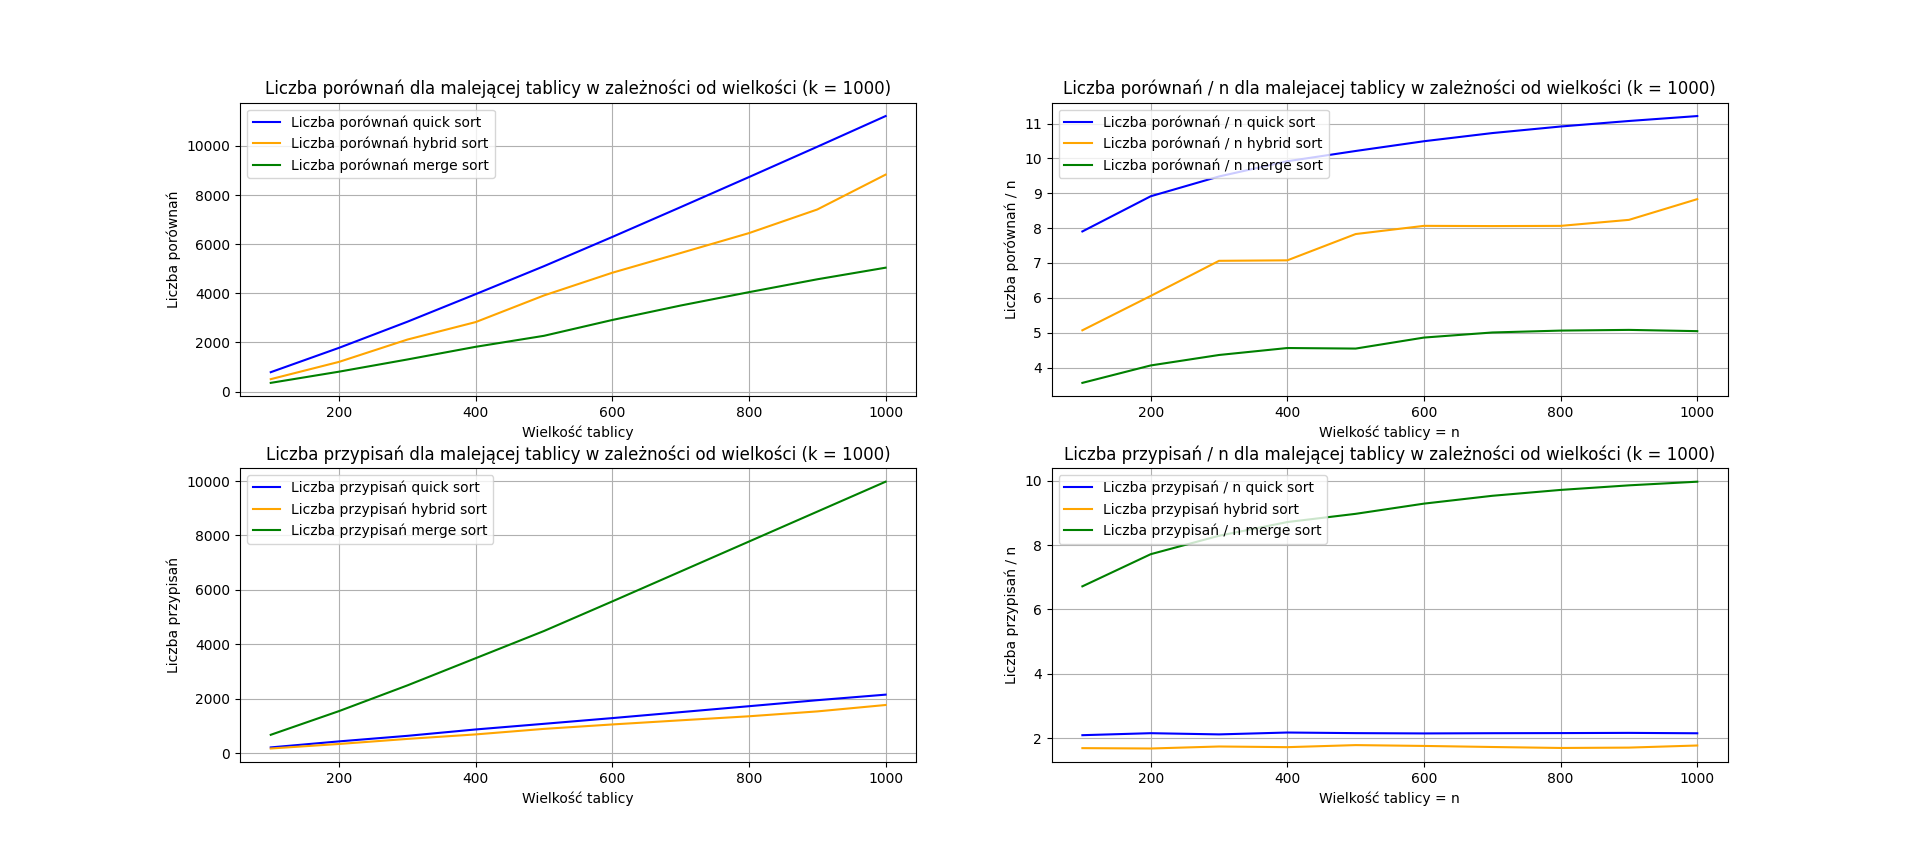 Liczba porównań dla malejącej tablicy w zależności od wielkości (k = 1000)
Liczba porównań quick sort
Liczba porównań hybrid sort
Liczba porównań merge sort
Liczba porównań
10000
8000
6000
4000
2000
0
200 400 600 800 1000
Wielkość tablicy
Liczba porównań / n dla malejacej tablicy w zależności od wielkości (k = 1000)
Liczba porównań / n quick sort
Liczba porównań / n hybrid sort
Liczba porównań / n merge sort
Liczba porównań / n
11
10
9
8
7
6
5
4
200 400 600 800 1000
Wielkość tablicy = n
Liczba przypisań dla malejącej tablicy w zależności od wielkości (k = 1000)
Liczba przypisań quick sort
Liczba przypisań hybrid sort
Liczba przypisań merge sort
Liczba przypisań
10000
8000
6000
4000
2000
0
200 400 600 800 1000
Wielkość tablicy
Liczba przypisań / n dla malejącej tablicy w zależności od wielkości (k = 1000)
Liczba przypisań / n quick sort
Liczba przypisań hybrid sort
Liczba przypisań / n merge sort
Liczba przypisań / n
10
8
6
4
2
200 400 600 800 1000
Wielkość tablicy = n